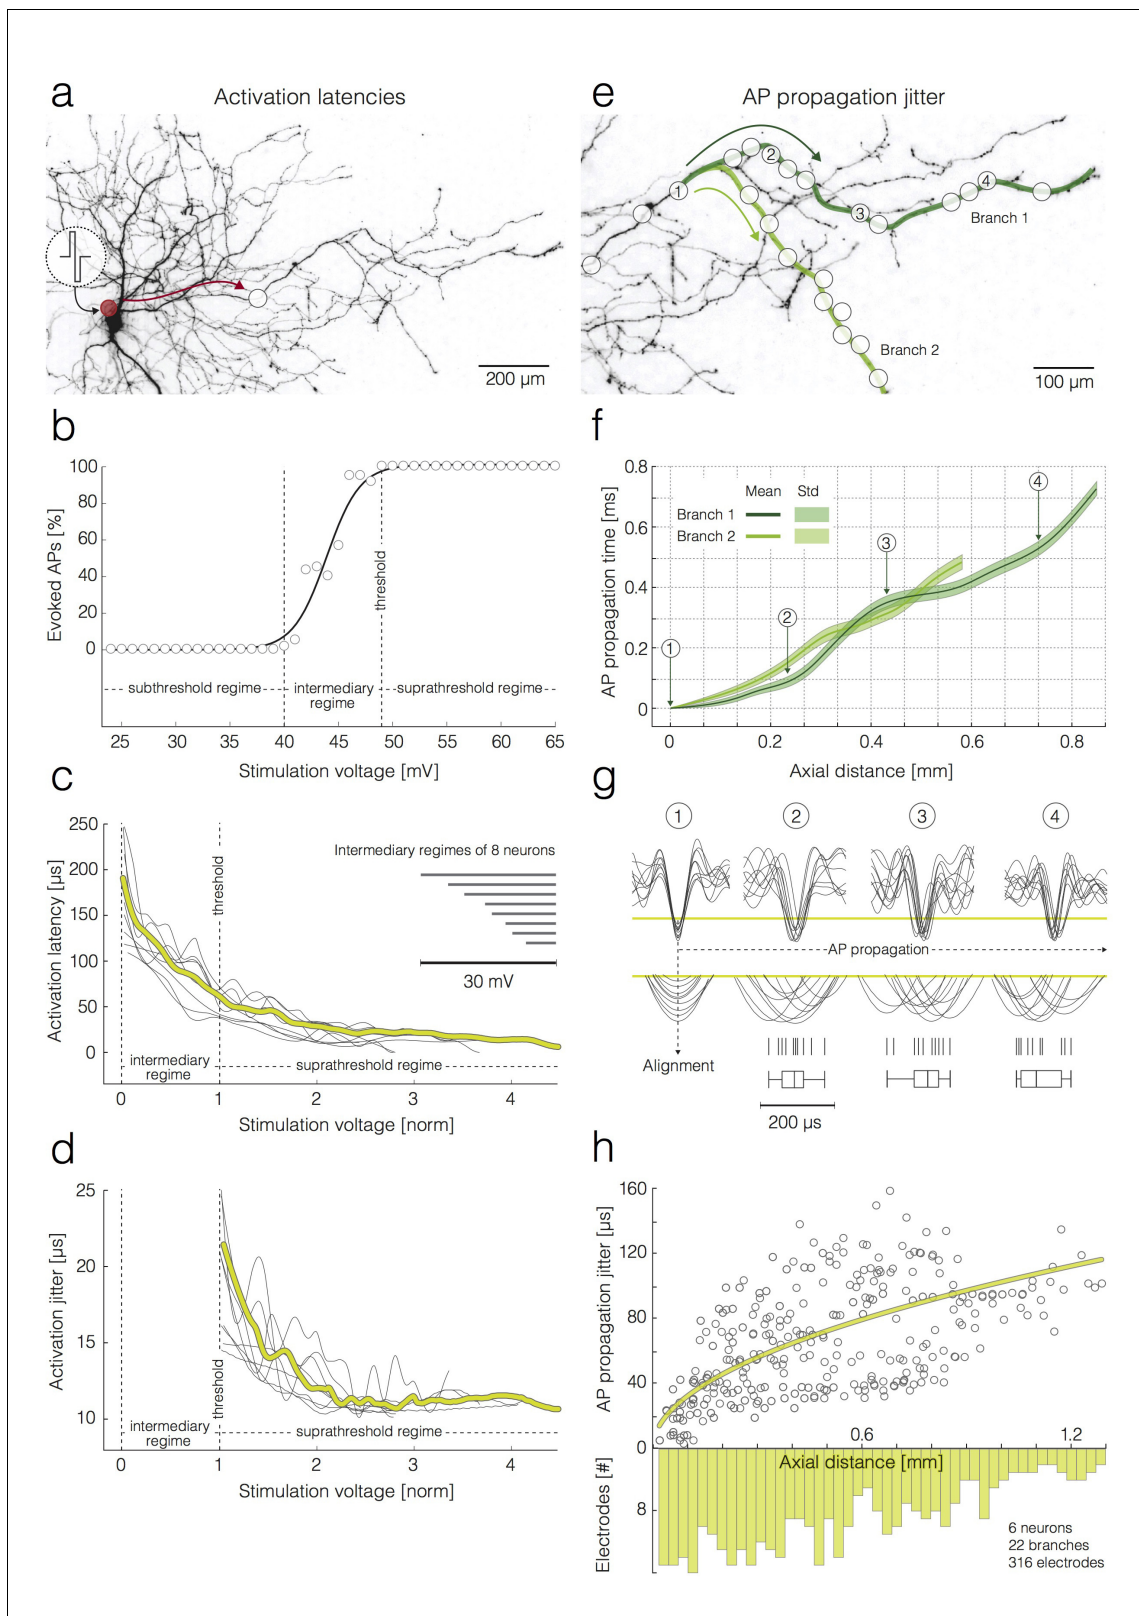 a
Activation latencies
200 µm
b
Evoked APs [%]
100
80
60
40
20
0
threshold
subthreshold regime
intermediary
regime
suprathreshold regime
25
30
35
40
45
50
55
60
65
Stimulation voltage [mV]
c
Activation latency [µs]
250
200
150
100
50
0
threshold
Intermediary regimes of 8 neurons
30 mV
intermediary
regime
suprathreshold regime
0
1
2
3
4
Stimulation voltage [norm]
d
Activation jitter [µs]
25
20
15
10
threshold
intermediary
regime
suprathreshold regime
0
1
2
3
4
Stimulation voltage [norm]
e
AP propagation jitter
1
2
3
4
Branch 1
Branch 2
100 µm
f
AP propagation time [ms]
0.8
0.6
0.4
0.2
0
Mean
Std
Branch 1
Branch 2
1
2
3
4
0
0.2
0.4
0.6
0.8
Axial distance [mm]
g
1
2
3
4
AP propagation
Alignment
200 µs
h
AP propagation jitter [µs]
160
120
80
40
0
0.6
1.2
Axial distance [mm]
Electrodes [#]
8
6 neurons
22 branches
316 electrodes